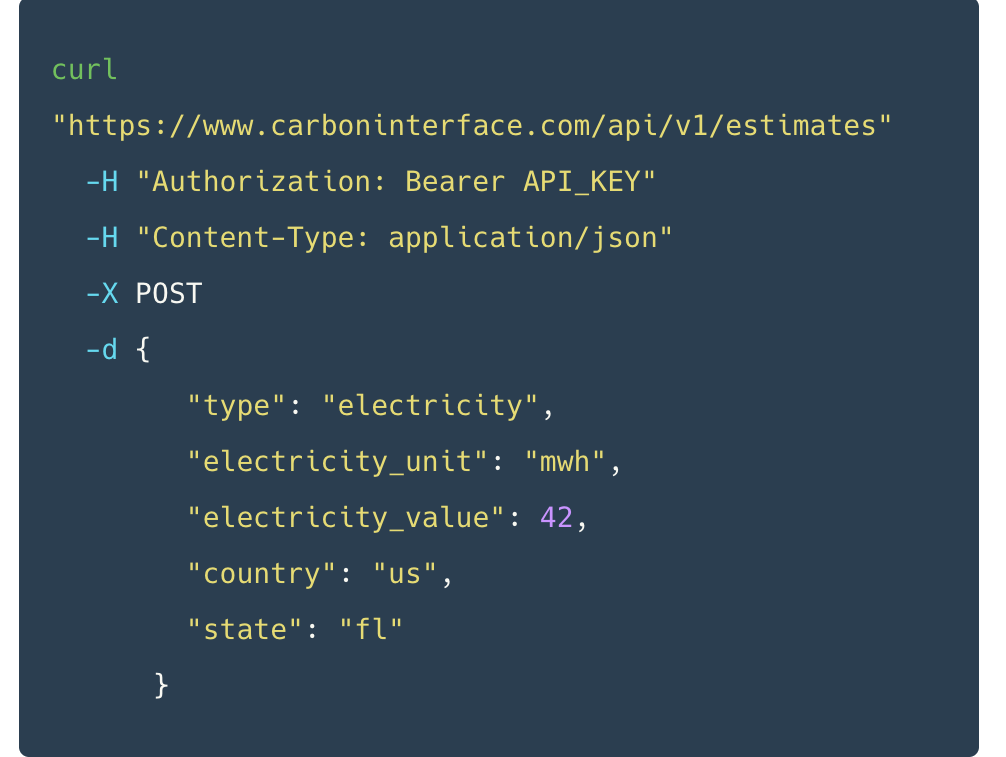 curl
"https://www.carboninterface.com/api/v1/estimates"
-H "Authorization: Bearer API_KEY"
-H "Content-Type: application/json"
-X POST
-d {
"type": "electricity",
"electricity_unit": "mwh",
"electricity_value": 42,
"country": "us",
"state": "fl"
}